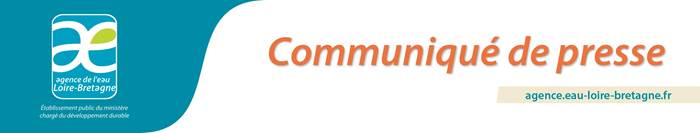 Communiqué de presse
ae
agence de l'eau
Loire-Bretagne
Établissement public du ministère
chargé du développement durable
agence.eau-loire-bretagne.fr